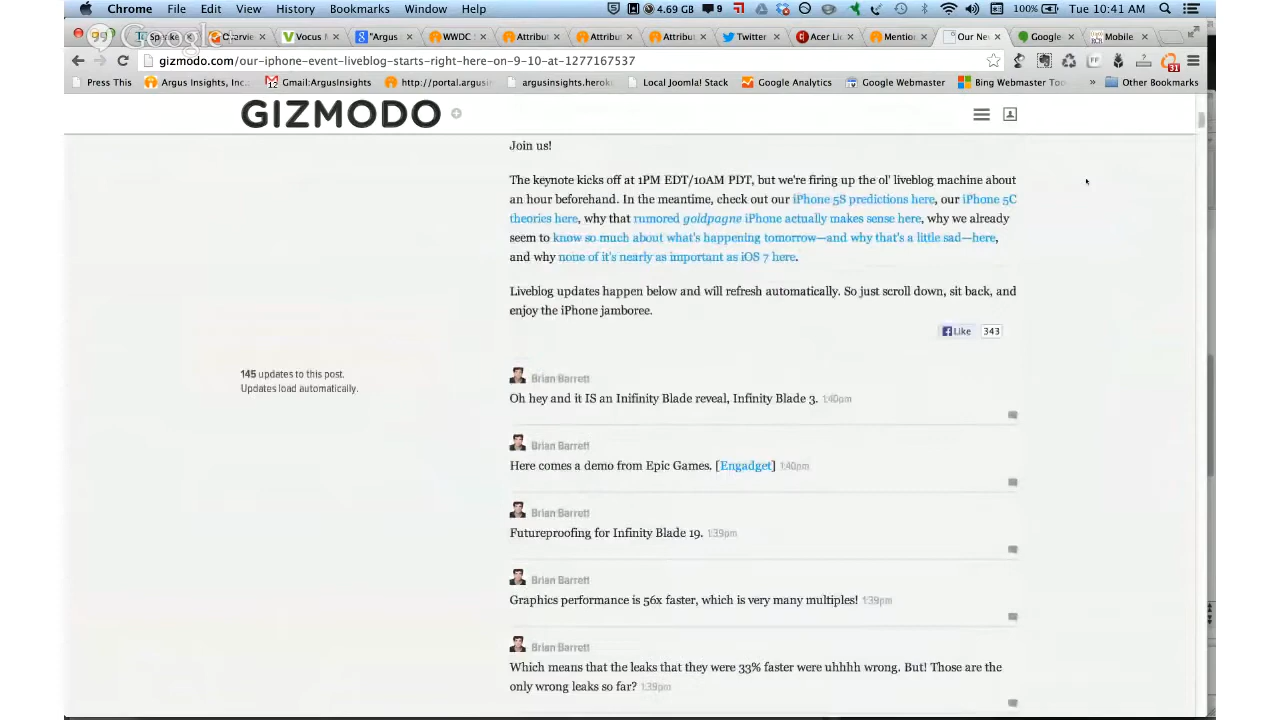 Chrome File Edit View History Bookmarks Window Help 4.69 GB 9 100% Tue 10:41 AM
Google
Vocus "Argus WWDC Attribut Attribut Attribut Twitter Acer Mention Our New Google Mobile
gizmodo.com/our-iphone-event-liveblog-starts-right-here-on-9-10-at-1277167537
31
Press This Argus Insights, Inc. Gmail:ArgusInsights http://portal.argusi argusinsights.herok Local Joomla! Stack Google Analytics Google Webmaster Bing Webmaster Too » Other Bookmarks
GIZMODO
Join us!
The keynote kicks off at 1PM EDT/10AM PDT, but we're firing up the ol' liveblog machine about
an hour beforehand. In the meantime, check out our iPhone 5S predictions here, our iPhone 5C
theories here, why that rumored goldpagne iPhone actually makes sense here, why we already
seem to know so much about what's happening tomorrow—and why that's a little sad—here,
and why none of it's nearly as important as iOS 7 here.
Liveblog updates happen below and will refresh automatically. So just scroll down, sit back, and
enjoy the iPhone jamboree.
Like 343
145 updates to this post.
Updates load automatically.
Brian Barrett
Oh hey and it IS an Inifinity Blade reveal, Infinity Blade 3. 1:40pm
Brian Barrett
Here comes a demo from Epic Games. [Engadget] 1:40pm
Brian Barrett
Futureproofing for Infinity Blade 19. 1:39pm
Brian Barrett
Graphics performance is 56x faster, which is very many multiples! 1:39pm
Brian Barrett
Which means that the leaks that they were 33% faster were uhhhh wrong. But! Those are the
only wrong leaks so far? 1:39pm